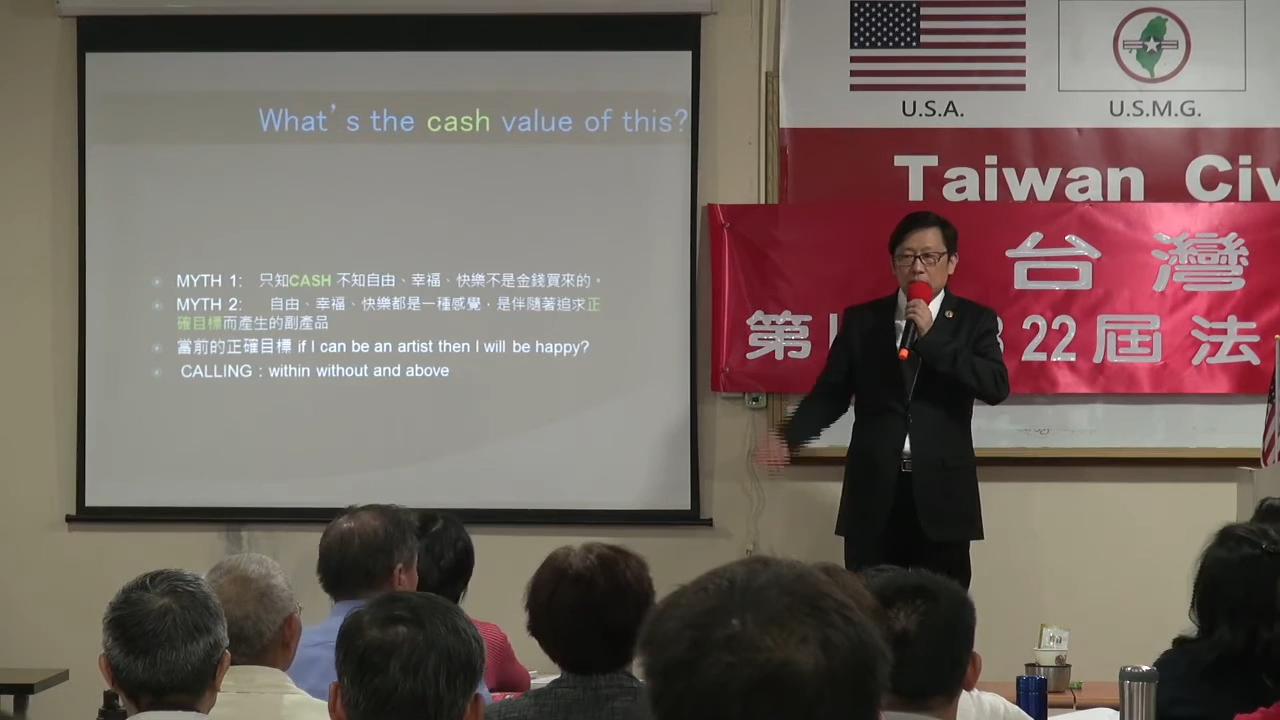 What's the cash value of this?
MYTH 1: 只知CASH 不知自由、幸福、快樂不是金錢買來的。
MYTH 2: 自由、幸福、快樂都是一種感覺，是伴隨著追求正
確目標而產生的副產品
當前的正確目標 if I can be an artist then I will be happy?
CALLING : within without and above
U.S.A.
U.S.M.G.
Taiwan Civ
台灣
第 22屆法